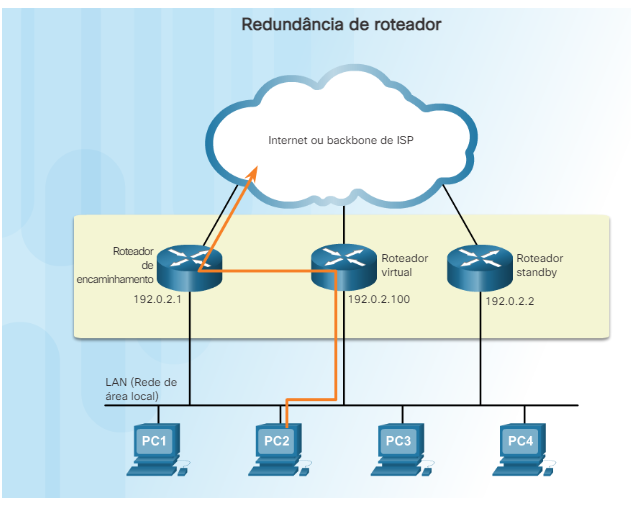 Redundância de roteador
Internet ou backbone de ISP
Roteador
de
encaminhamento
192.0.2.1
Roteador
virtual
192.0.2.100
Roteador
standby
192.0.2.2
LAN (Rede de
área local)
PC1
PC2
PC3
PC4